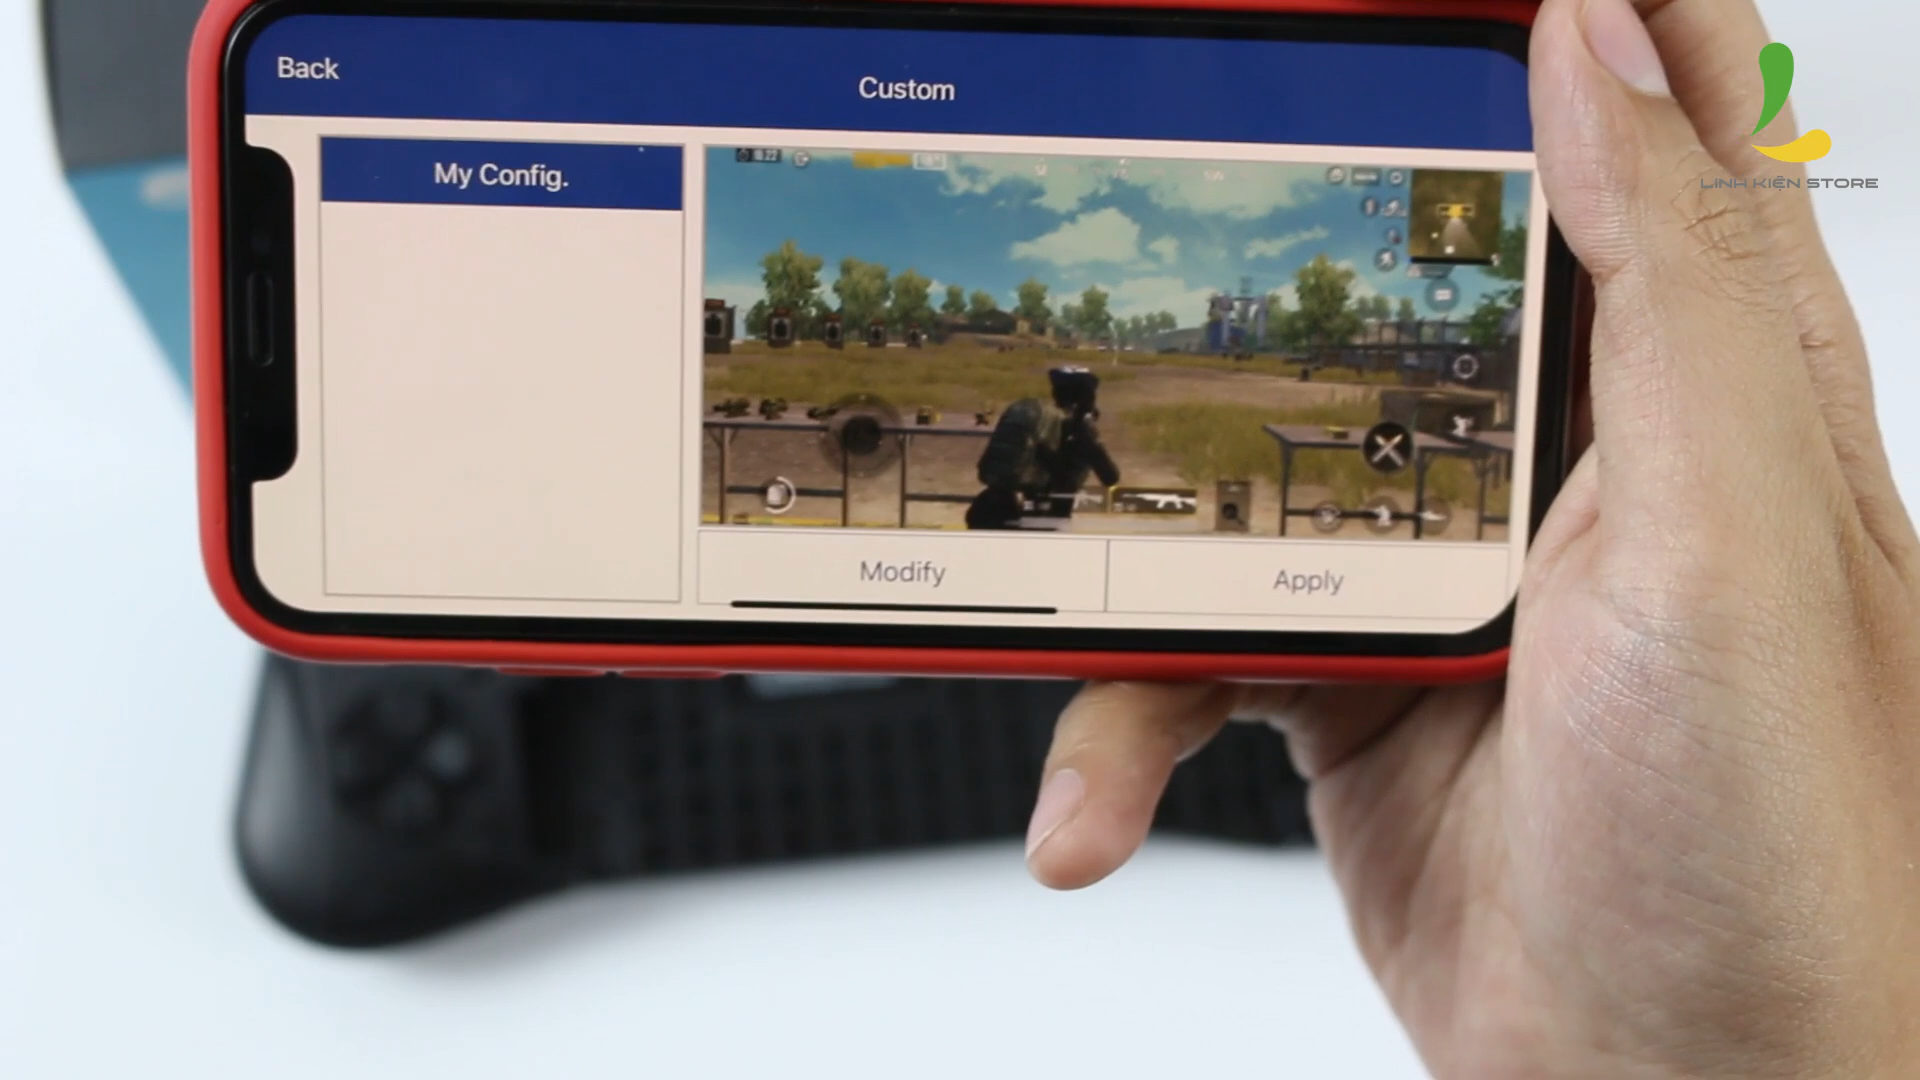 Back
Custom
My Config.
Modify
Apply
LINH KIỆN STORE